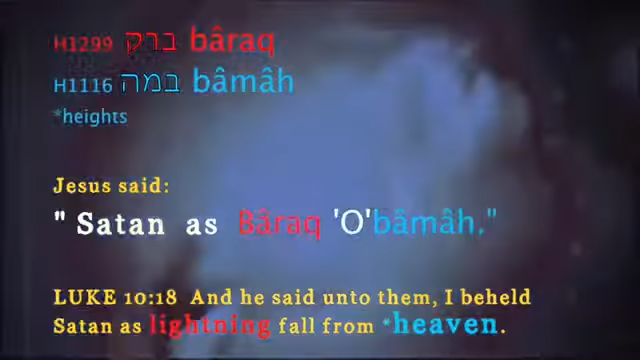 H1299 ברק bâraq
H1116 במה bâmâh
*heights
Jesus said:
" Satan as Bâraq 'O'bâmâh."
LUKE 10:18 And he said unto them, I beheld
Satan as lightning fall from *heaven.